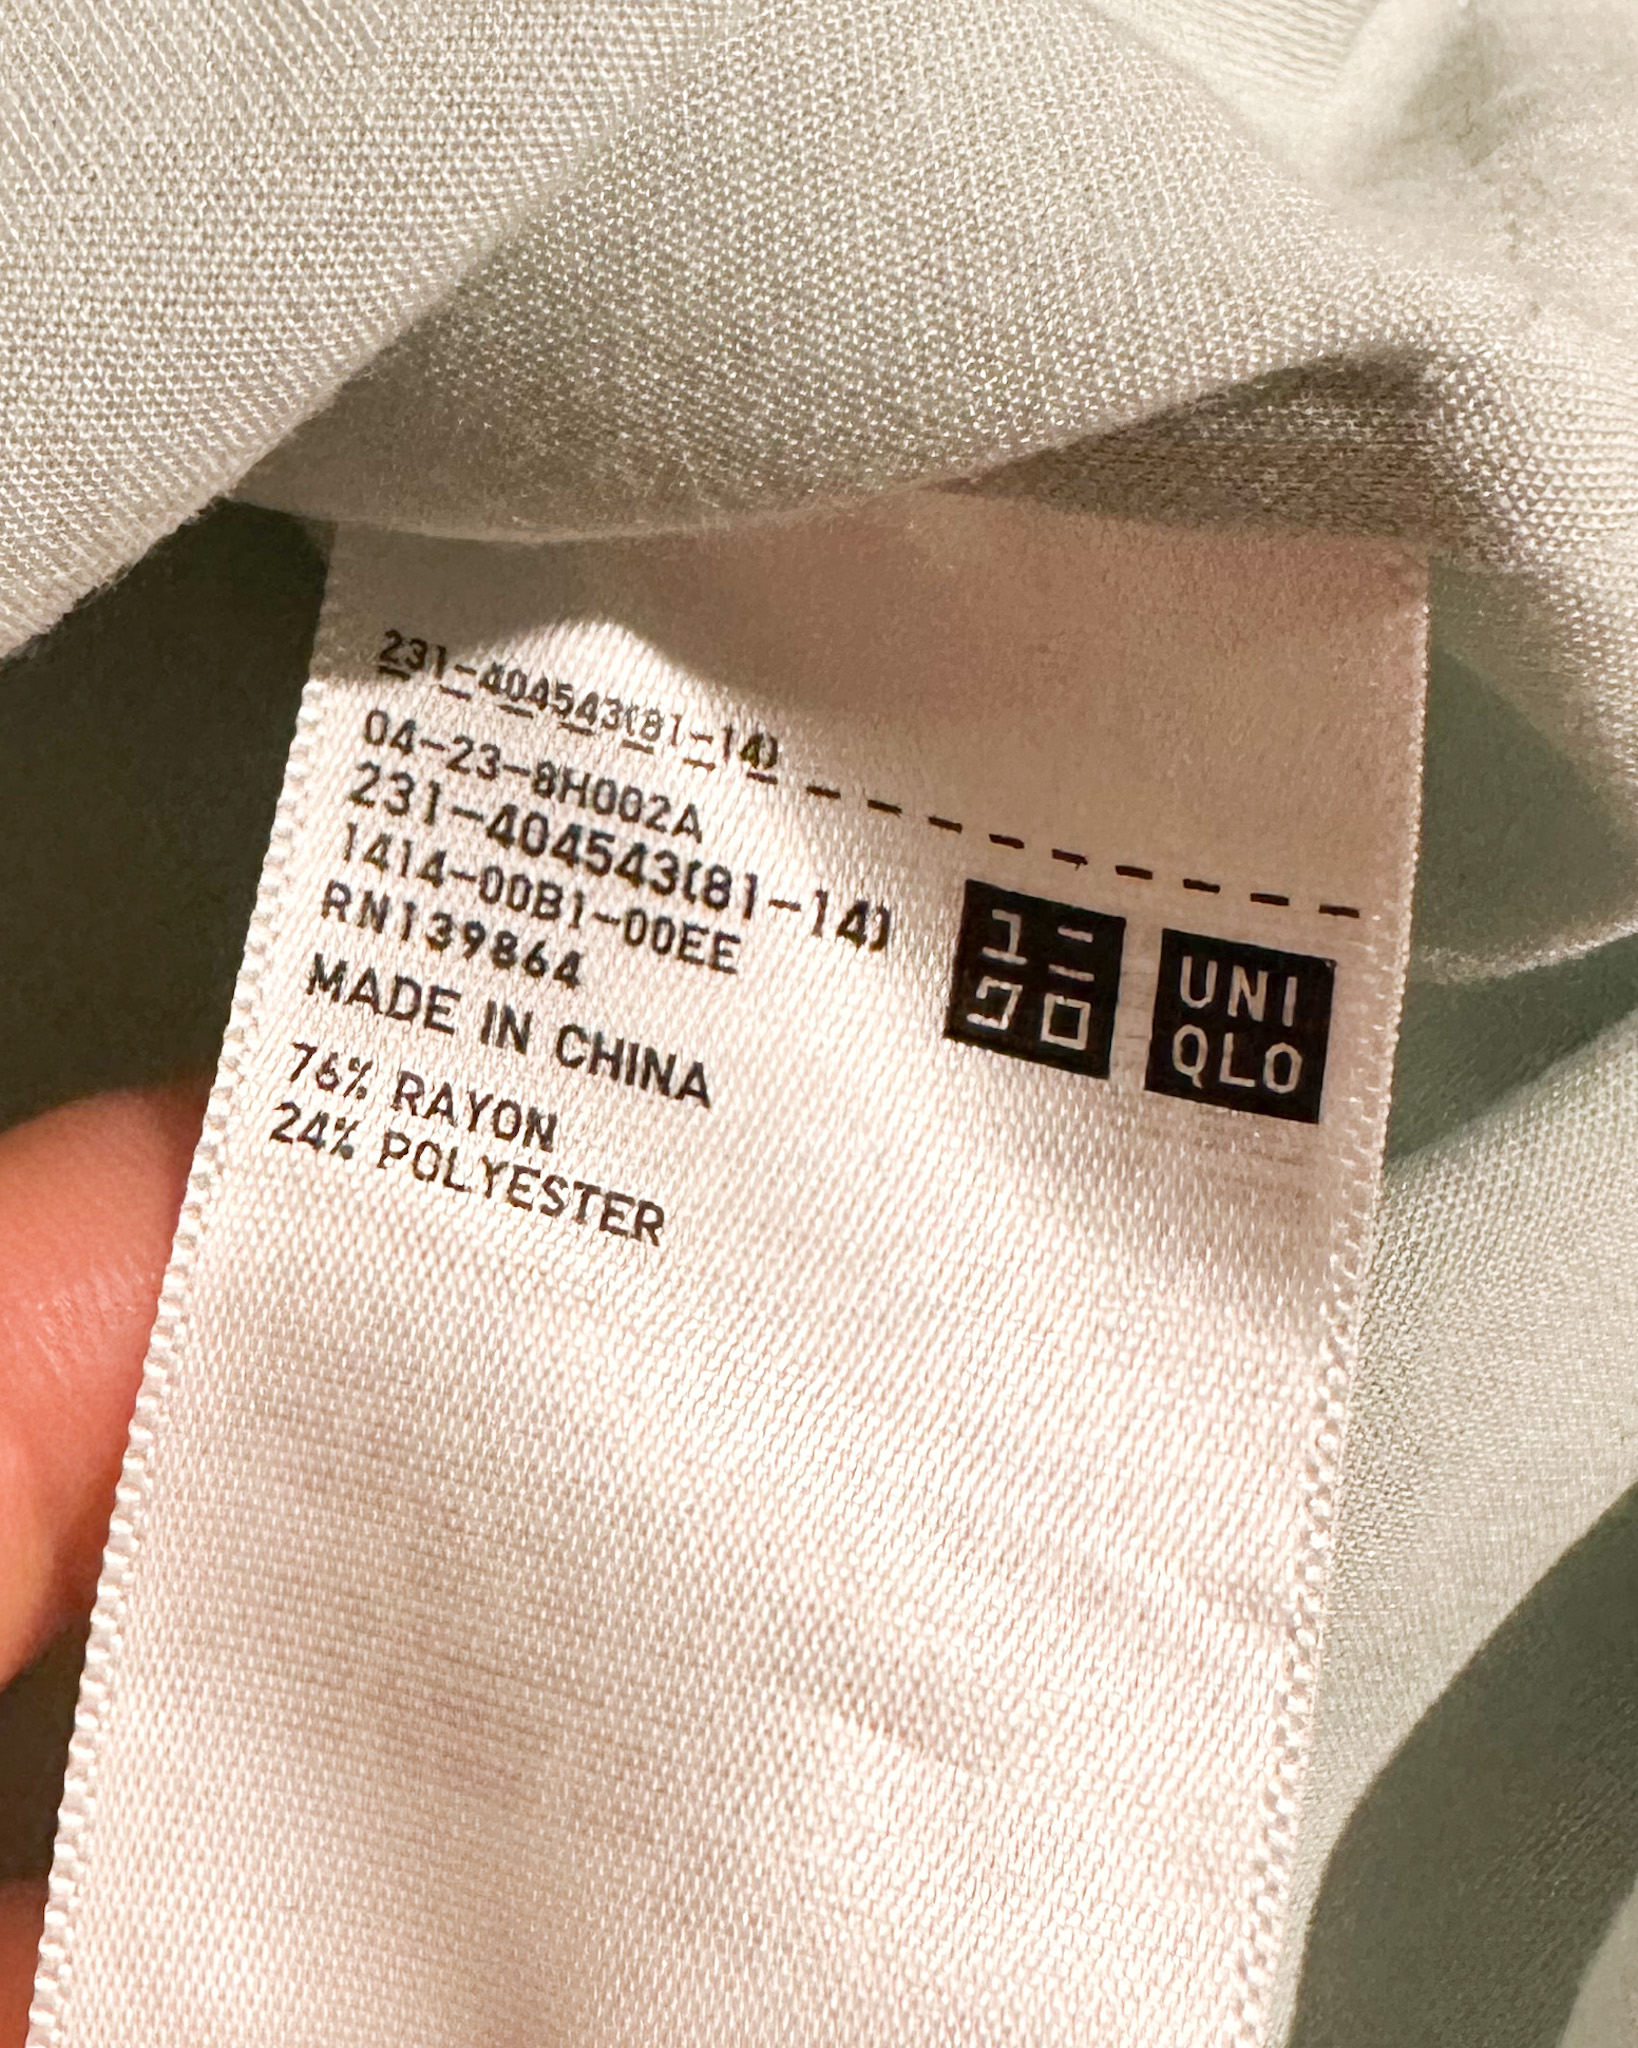 231-404543(81-14)
04-23-8H002A
231-404543(81-14)
1414-00B1-00EE
RN139864
MADE IN CHINA
76% RAYON
24% POLYESTER
ユニ
クロ
UNI
QLO